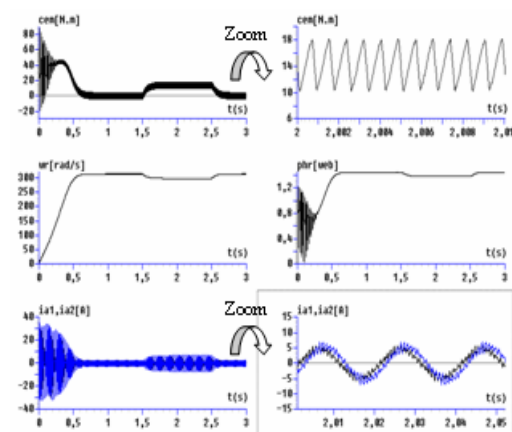 cem[N.m]
80
60
40
20
0
-20
t(s)
0 0,5 1 1,5 2 2,5 3
Zoom
cem[N.m]
18
14
10
6
t(s)
2 2,002 2,004 2,006 2,008 2,01
wr[rad/s]
300
250
200
150
100
50
0
t(s)
0 0,5 1 1,5 2 2,5 3
phr[web]
1,2
0,8
0,4
0
t(s)
0 0,5 1 1,5 2 2,5 3
ia1,ia2[A]
40
20
0
-20
-40
t(s)
0 0,5 1 1,5 2 2,5 3
Zoom
ia1,ia2[A]
15
10
5
0
-5
-10
-15
t(s)
2,01 2,02 2,03 2,04 2,05